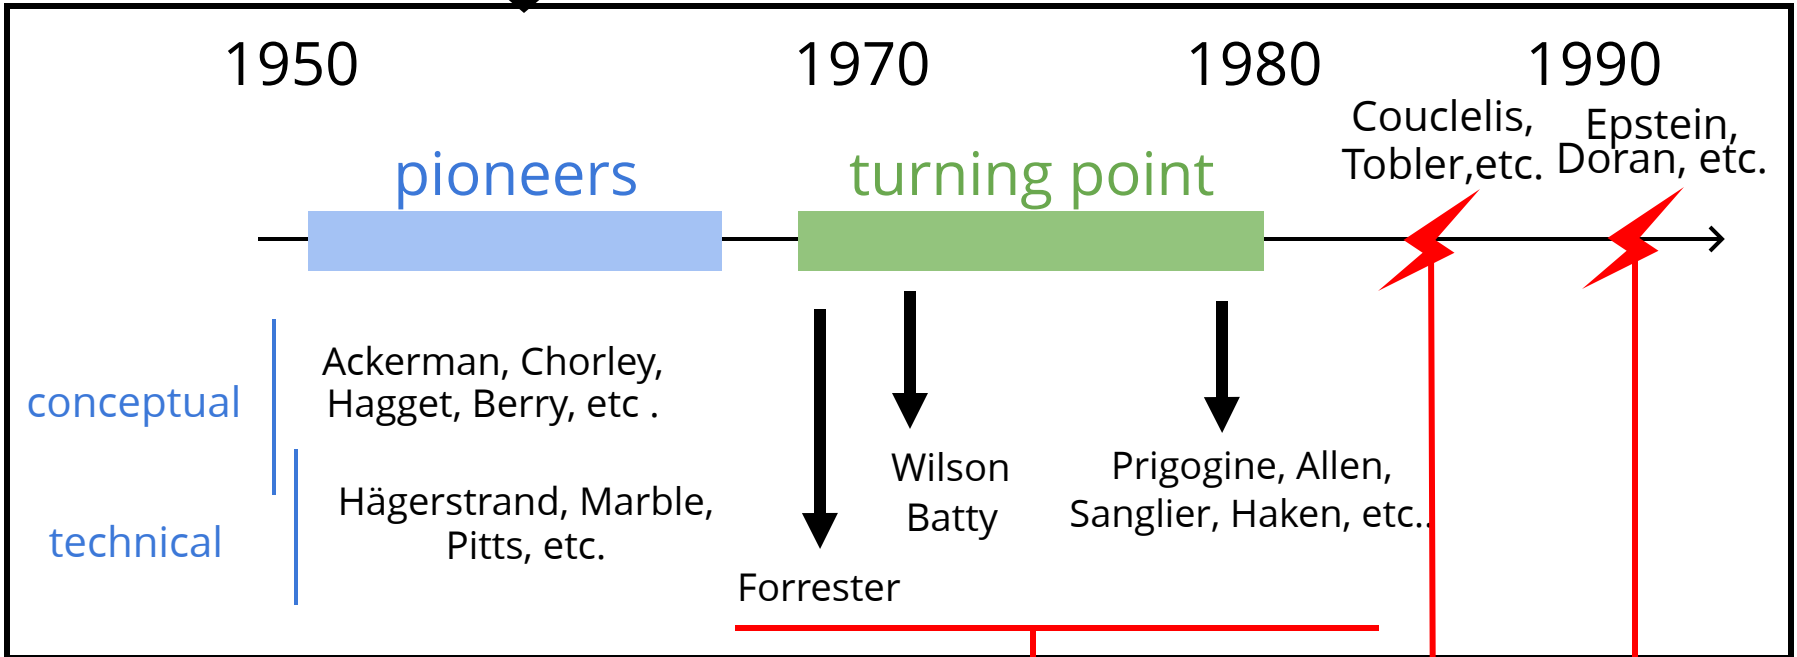 1950
1970
1980
1990
Couclelis,
Tobler,etc.
Epstein,
Doran, etc.
pioneers
turning point
conceptual
Ackerman, Chorley,
Hagget, Berry, etc .
technical
Hägerstrand, Marble,
Pitts, etc.
Forrester
Wilson
Batty
Prigogine, Allen,
Sanglier, Haken, etc..